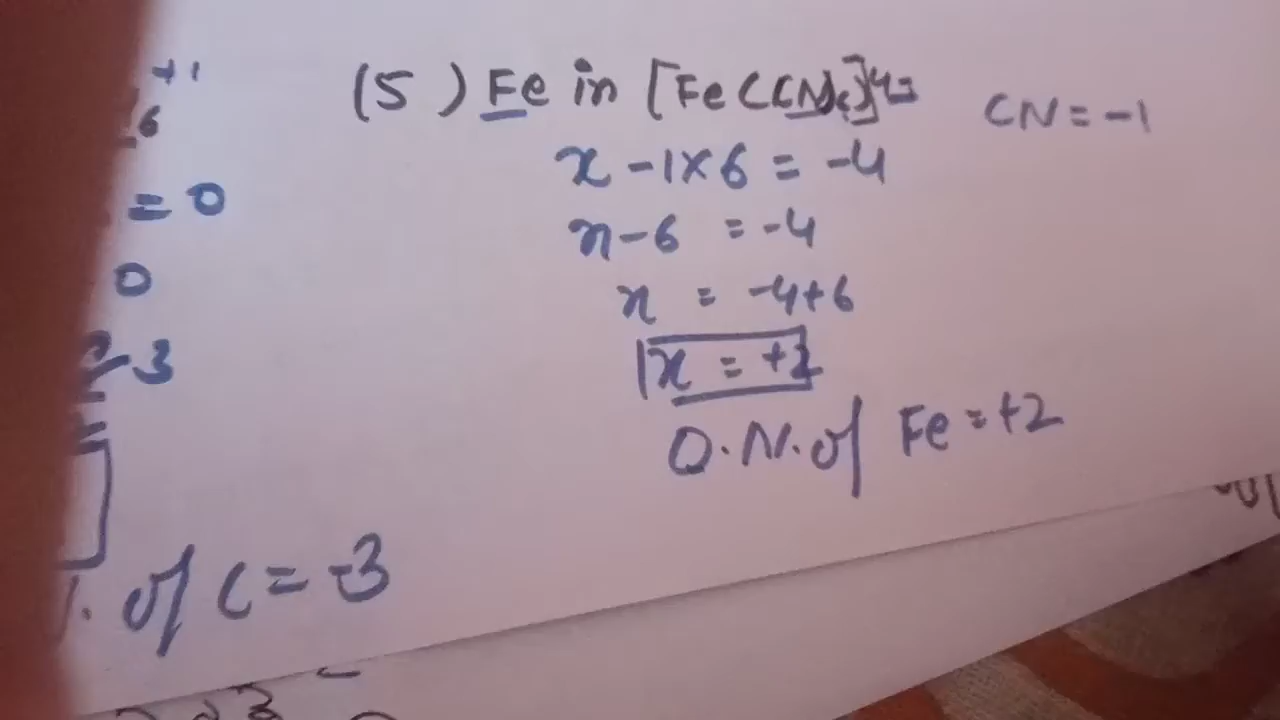 +1
6
= 0
0
3
of C = -3
(5) Fe in [Fe(CN)6]4-
CN = -1
x - 1 × 6 = -4
x - 6 = -4
x = -4+6
x = +2
O.N. of Fe = +2